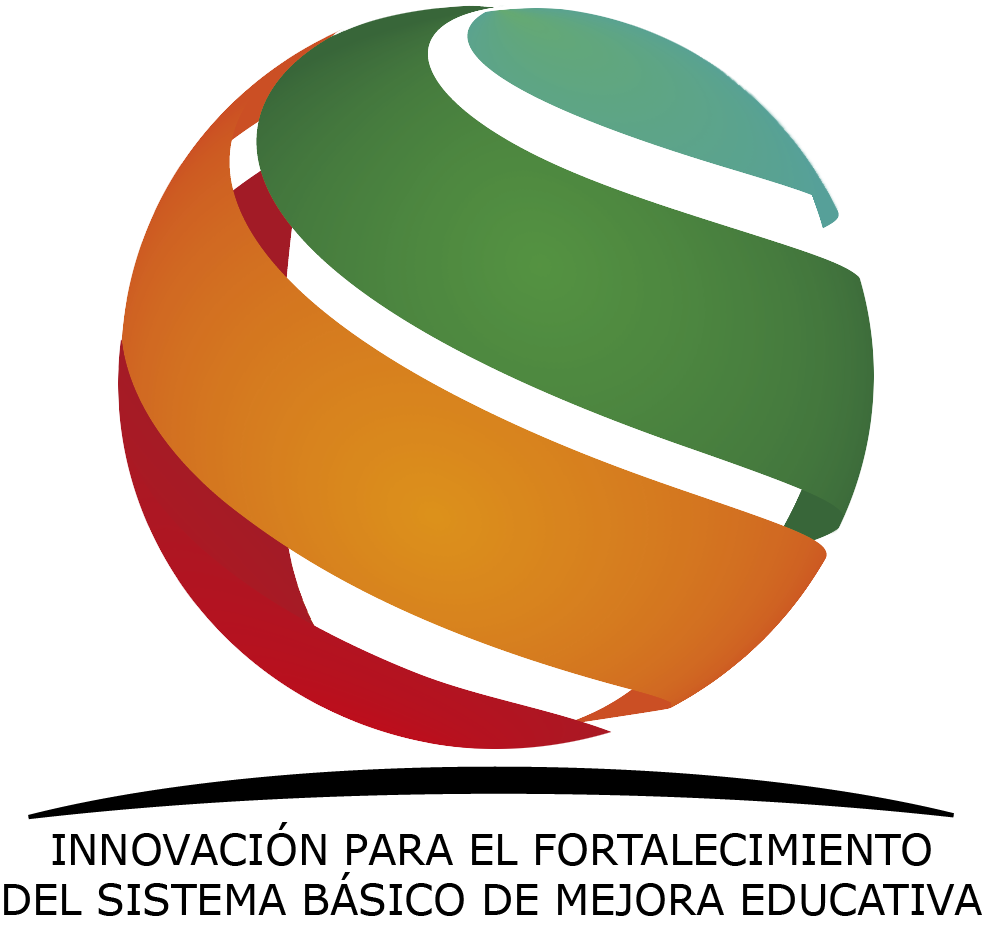 INNOVACIÓN PARA EL FORTALECIMIENTO
DEL SISTEMA BÁSICO DE MEJORA EDUCATIVA